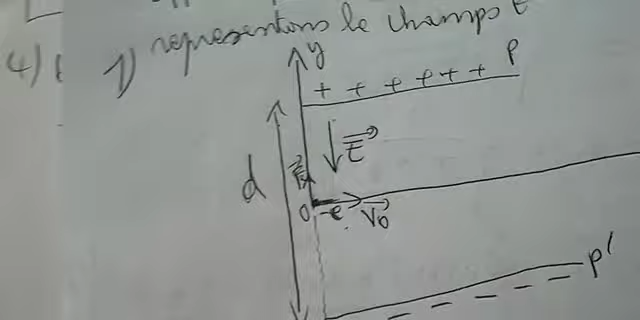 4)
1) representons le champs E
y
+ + + + + + P
d
E
F
O -e V0
P'
- - - -